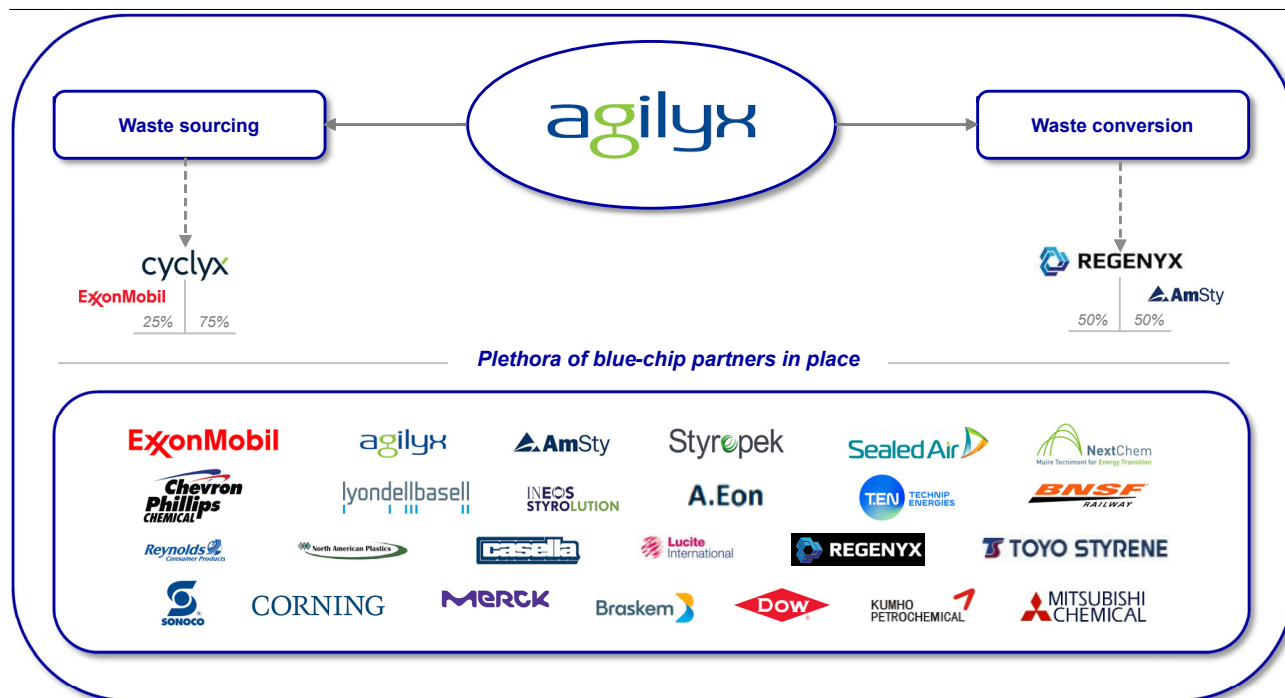 agilyx
Waste sourcing
Waste conversion
cyclyx
ExxonMobil
25% 75%
REGENYX
AmSty
50% 50%
Plethora of blue-chip partners in place
ExxonMobil
agilyx
AmSty
Styropek
Sealed Air
NextChem
Maire Tecnimont for Energy Transition
Chevron
Phillips
CHEMICAL
lyondellbasell
INEOS
STYROLUTION
A.Eon
T.EN
TECHNIP
ENERGIES
BNSF
RAILWAY
Reynolds
Consumer Products
North American Plastics
CASELLA
Lucite
International
REGENYX
TOYO STYRENE
SONOCO
CORNING
MERCK
Braskem
DOW
KUMHO
PETROCHEMICAL
MITSUBISHI
CHEMICAL